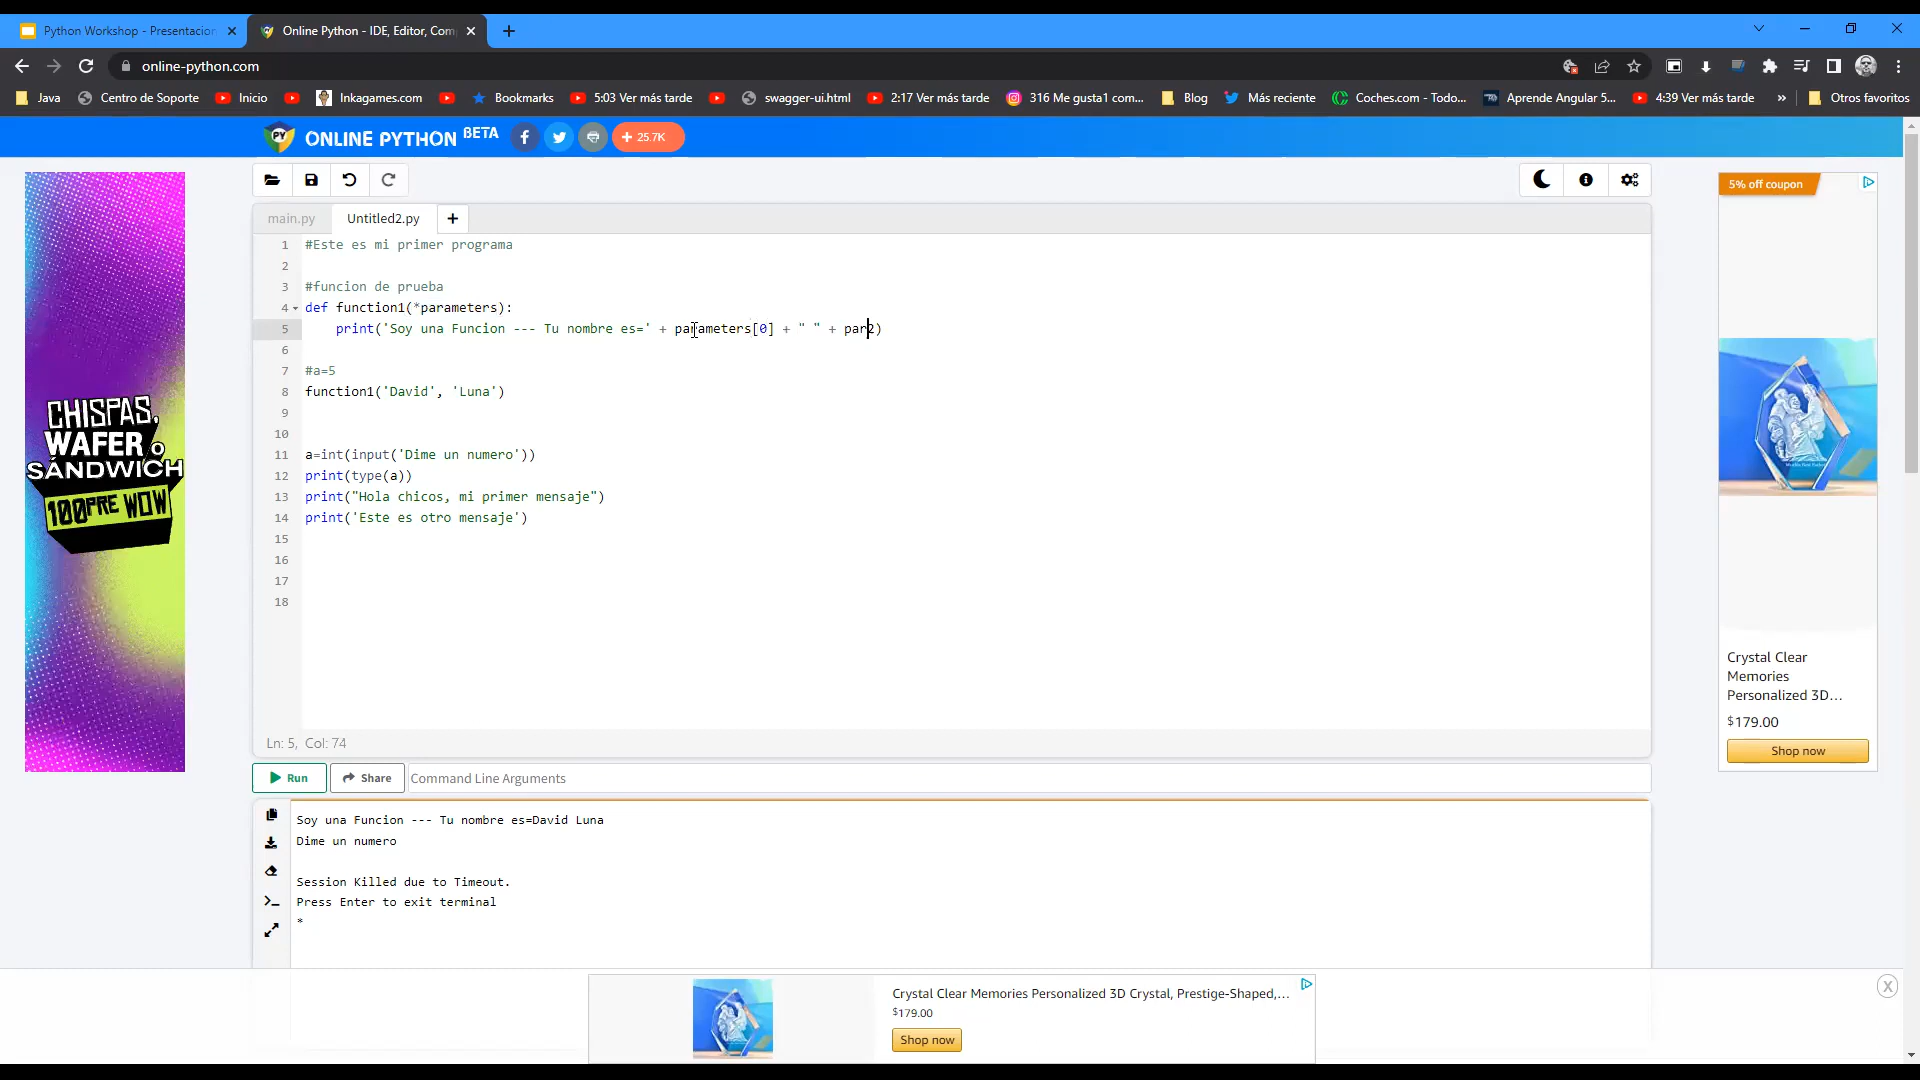 Python Workshop - Presentacion
Online Python - IDE, Editor, Com
online-python.com
Java
Centro de Soporte
Inicio
Inkagames.com
Bookmarks
5:03 Ver más tarde
swagger-ui.html
2:17 Ver más tarde
316 Me gusta1 com...
Blog
Más reciente
Coches.com - Todo...
Aprende Angular 5...
4:39 Ver más tarde
»
Otros favoritos
PY
ONLINE PYTHON BETA
+ 25.7K
main.py
Untitled2.py
+
1 #Este es mi primer programa
2
3 #funcion de prueba
4 def function1(*parameters):
5 print('Soy una Funcion --- Tu nombre es=' + parameters[0] + " " + par2)
6
7 #a=5
8 function1('David', 'Luna')
9
10
11 a=int(input('Dime un numero'))
12 print(type(a))
13 print("Hola chicos, mi primer mensaje")
14 print('Este es otro mensaje')
15
16
17
18
Ln: 5, Col: 74
Run
Share
Command Line Arguments
Soy una Funcion --- Tu nombre es=David Luna
Dime un numero
Session Killed due to Timeout.
Press Enter to exit terminal
*
CHISPAS,
WAFER O
SÁNDWICH
100PRE WOW
5% off coupon
Crystal Clear
Memories
Personalized 3D...
$179.00
Shop now
Crystal Clear Memories Personalized 3D Crystal, Prestige-Shaped,...
$179.00
Shop now
X